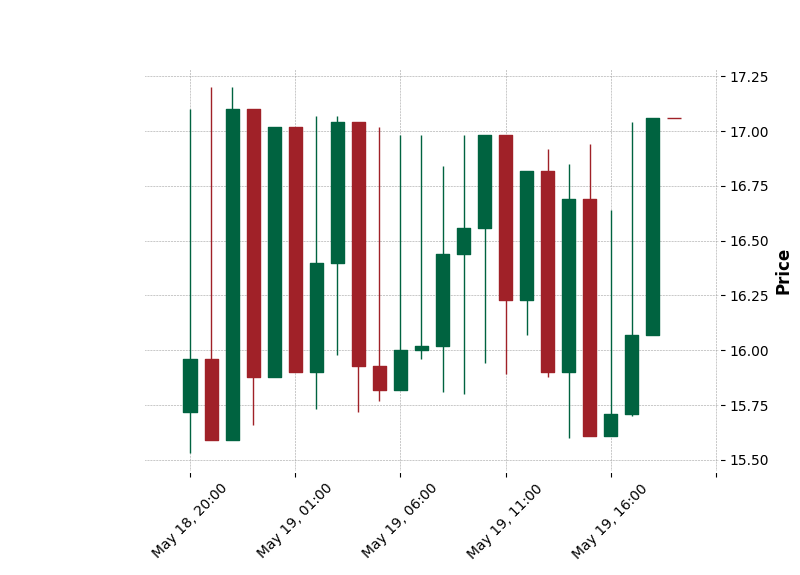 17.25
17.00
16.75
16.50
16.25
16.00
15.75
15.50
Price
May 18, 20:00
May 19, 01:00
May 19, 06:00
May 19, 11:00
May 19, 16:00